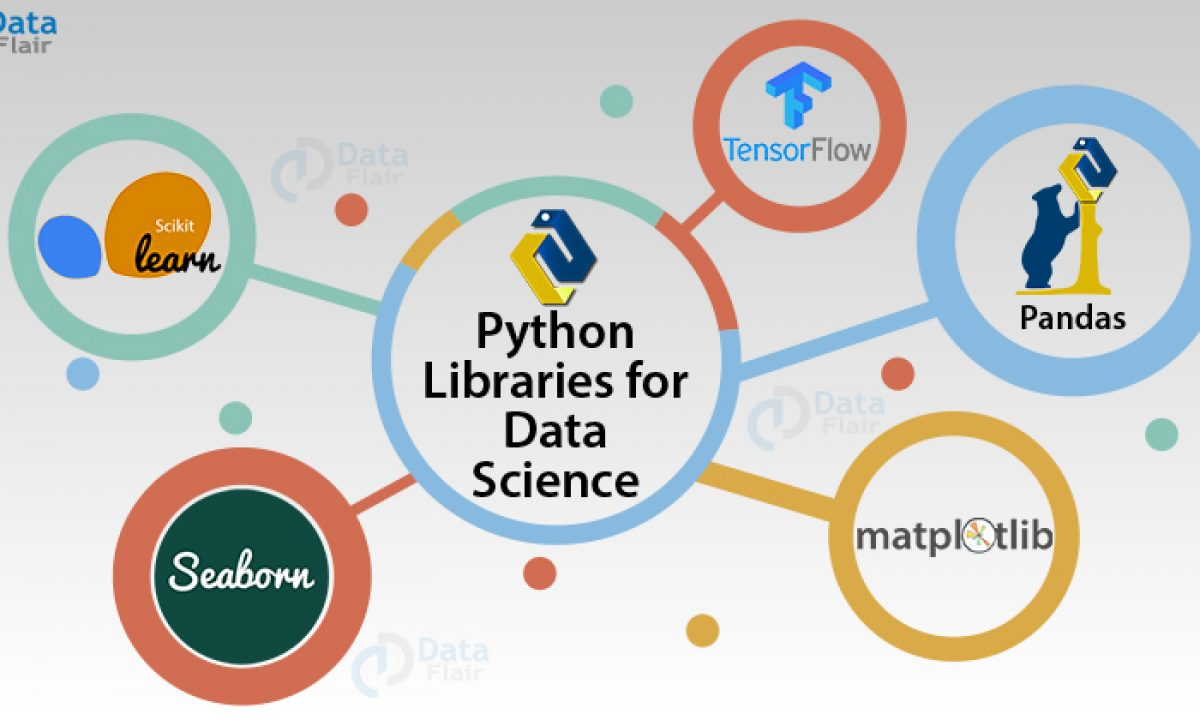 Data
Flair
TensorFlow
Data
Flair
Scikit
learn
Pandas
Python
Libraries for
Data
Science
Data
Flair
matplotlib
Seaborn
Data
Flair